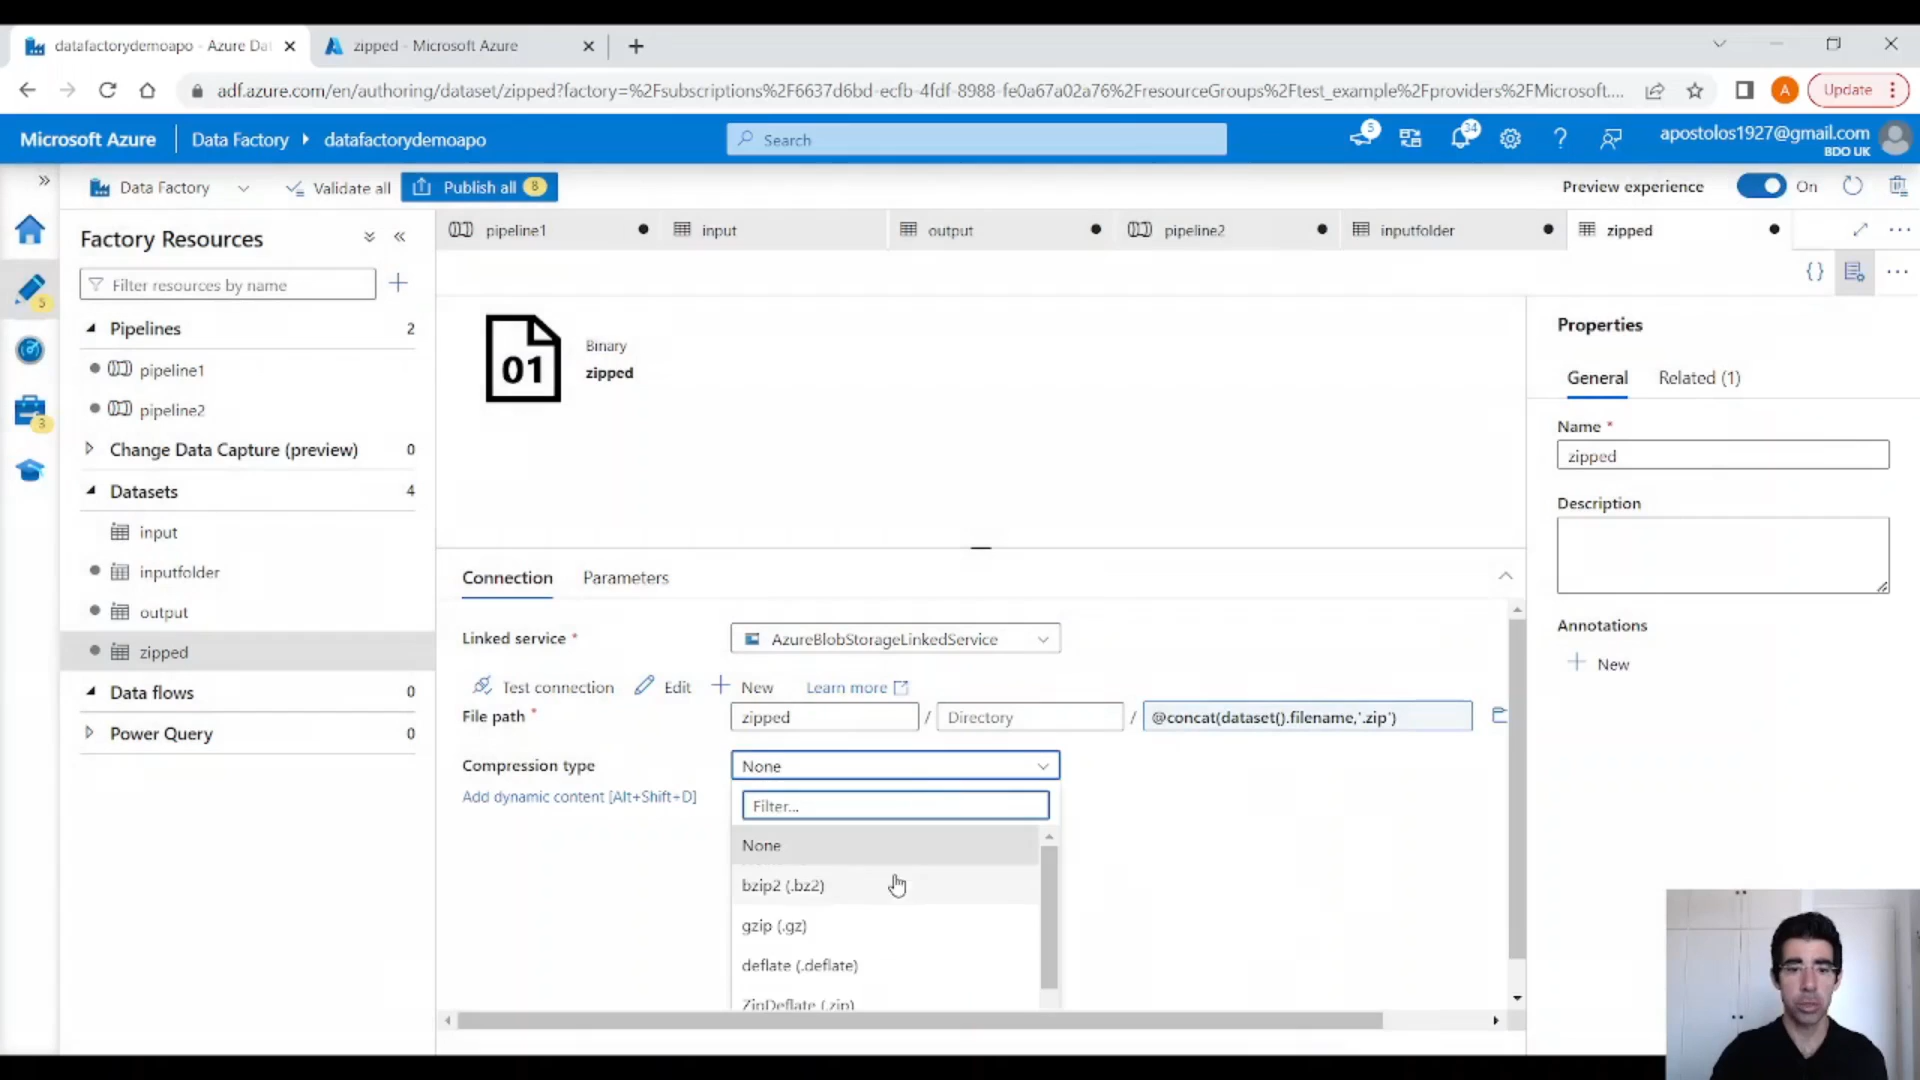 datafactorydemoapo - Azure Dat
zipped - Microsoft Azure
adf.azure.com/en/authoring/dataset/zipped?factory=%2Fsubscriptions%2F6637d6bd-ecfb-4fdf-8988-fe0a67a02a76%2FresourceGroups%2Ftest_example%2Fproviders%2FMicrosoft....
A
Update
Microsoft Azure
Data Factory
datafactorydemoapo
Search
5
34
apostolos1927@gmail.com
BDO UK
Data Factory
Validate all
Publish all 8
Preview experience
On
Factory Resources
Filter resources by name
Pipelines 2
pipeline1
pipeline2
Change Data Capture (preview) 0
Datasets 4
input
inputfolder
output
zipped
Data flows 0
Power Query 0
5
3
pipeline1
input
output
pipeline2
inputfolder
zipped
01
Binary
zipped
Connection
Parameters
Linked service *
AzureBlobStorageLinkedService
Test connection
Edit
New
Learn more
File path *
zipped / Directory / @concat(dataset().filename,'.zip')
Compression type
None
Add dynamic content [Alt+Shift+D]
Filter...
None
bzip2 (.bz2)
gzip (.gz)
deflate (.deflate)
ZipDeflate (.zip)
Properties
General
Related (1)
Name *
zipped
Description
Annotations
New